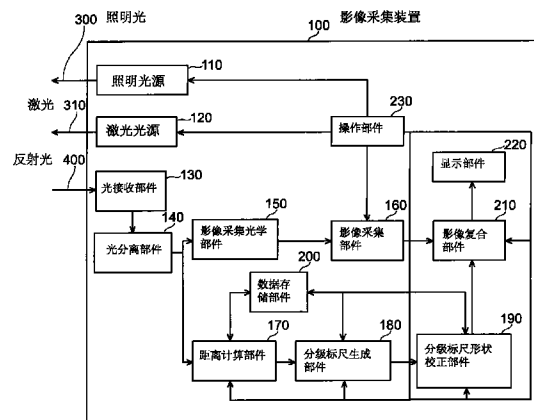 300
照明光
100
影像采集装置
110
照明光源
激光
310
120
激光光源
230
操作部件
反射光
400
130
光接收部件
220
显示部件
140
光分离部件
150
影像采集光学
部件
160
影像采集
部件
210
影像复合
部件
200
数据存
储部件
170
距离计算部件
180
分级标尺生成
部件
190
分级标尺形状
校正部件